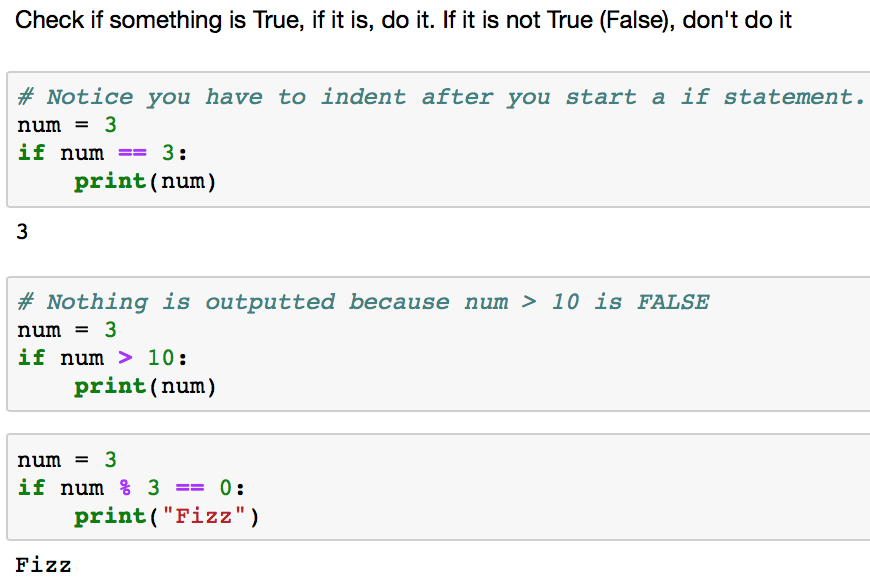 Check if something is True, if it is, do it. If it is not True (False), don't do it
# Notice you have to indent after you start a if statement.
num = 3
if num == 3:
    print(num)
3
# Nothing is outputted because num > 10 is FALSE
num = 3
if num > 10:
    print(num)
num = 3
if num % 3 == 0:
    print("Fizz")
Fizz